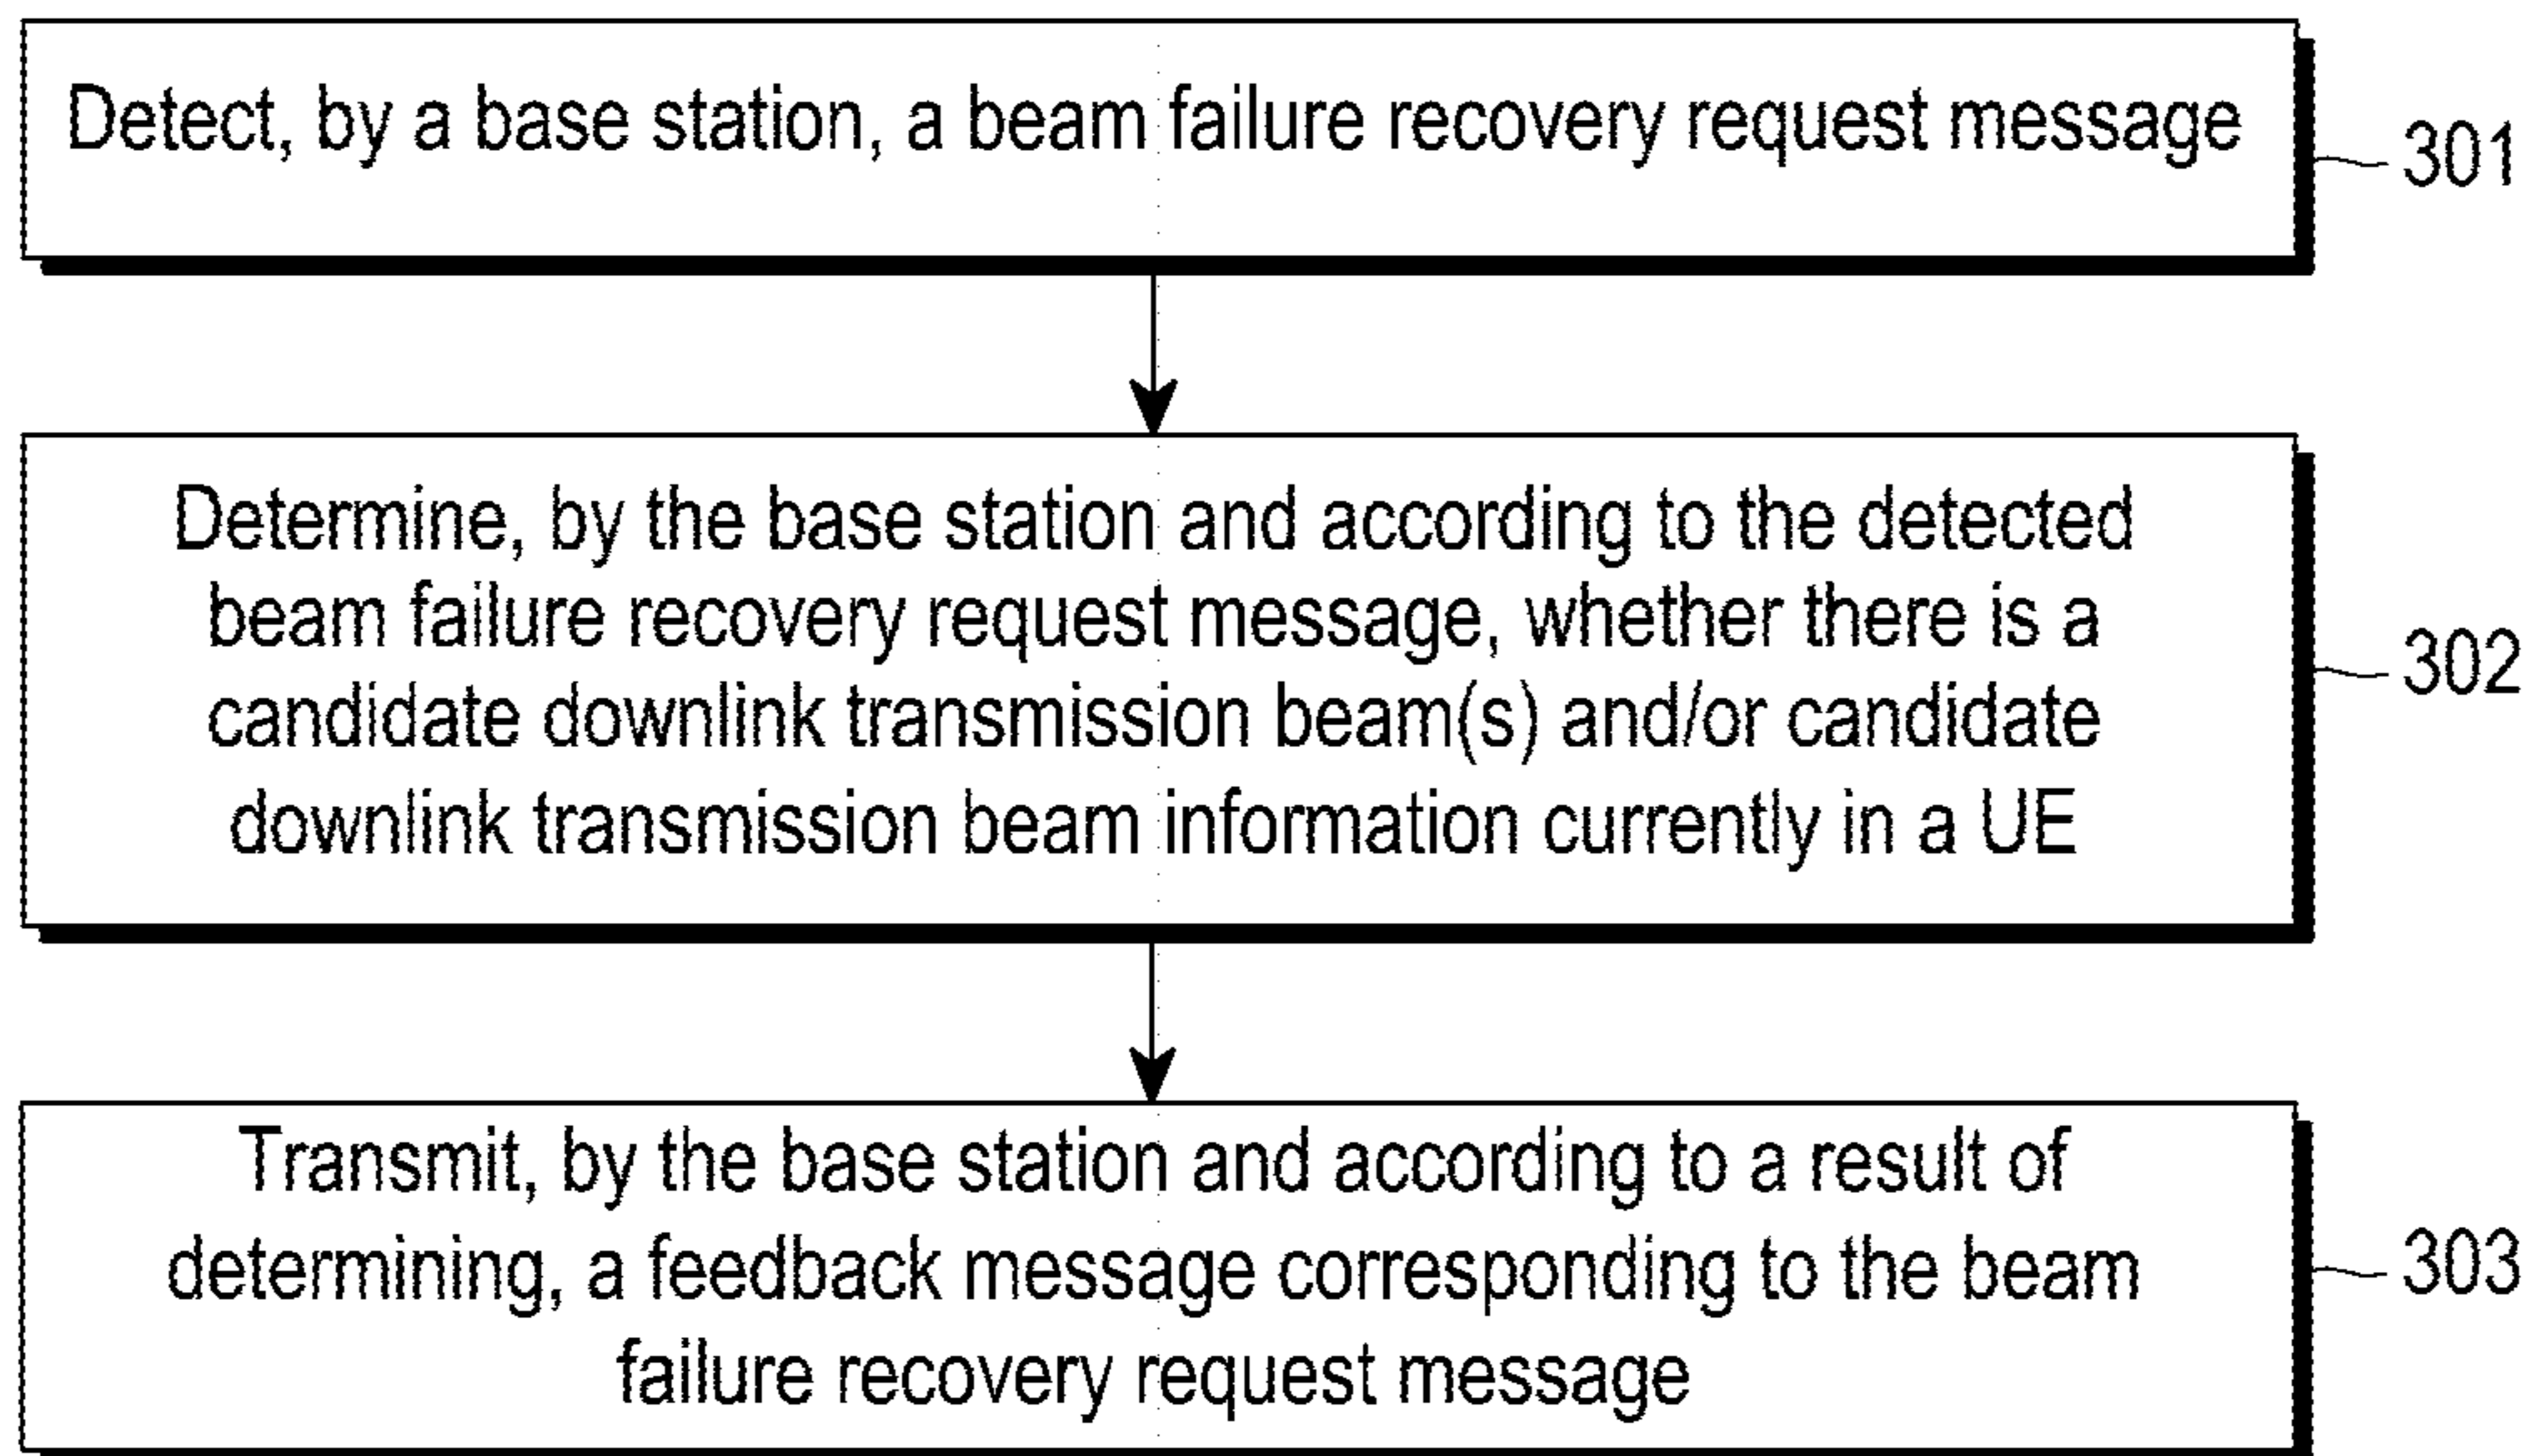 Detect, by a base station, a beam failure recovery request message
301
Determine, by the base station and according to the detected
beam failure recovery request message, whether there is a
candidate downlink transmission beam(s) and/or candidate
downlink transmission beam information currently in a UE
302
Transmit, by the base station and according to a result of
determining, a feedback message corresponding to the beam
failure recovery request message
303